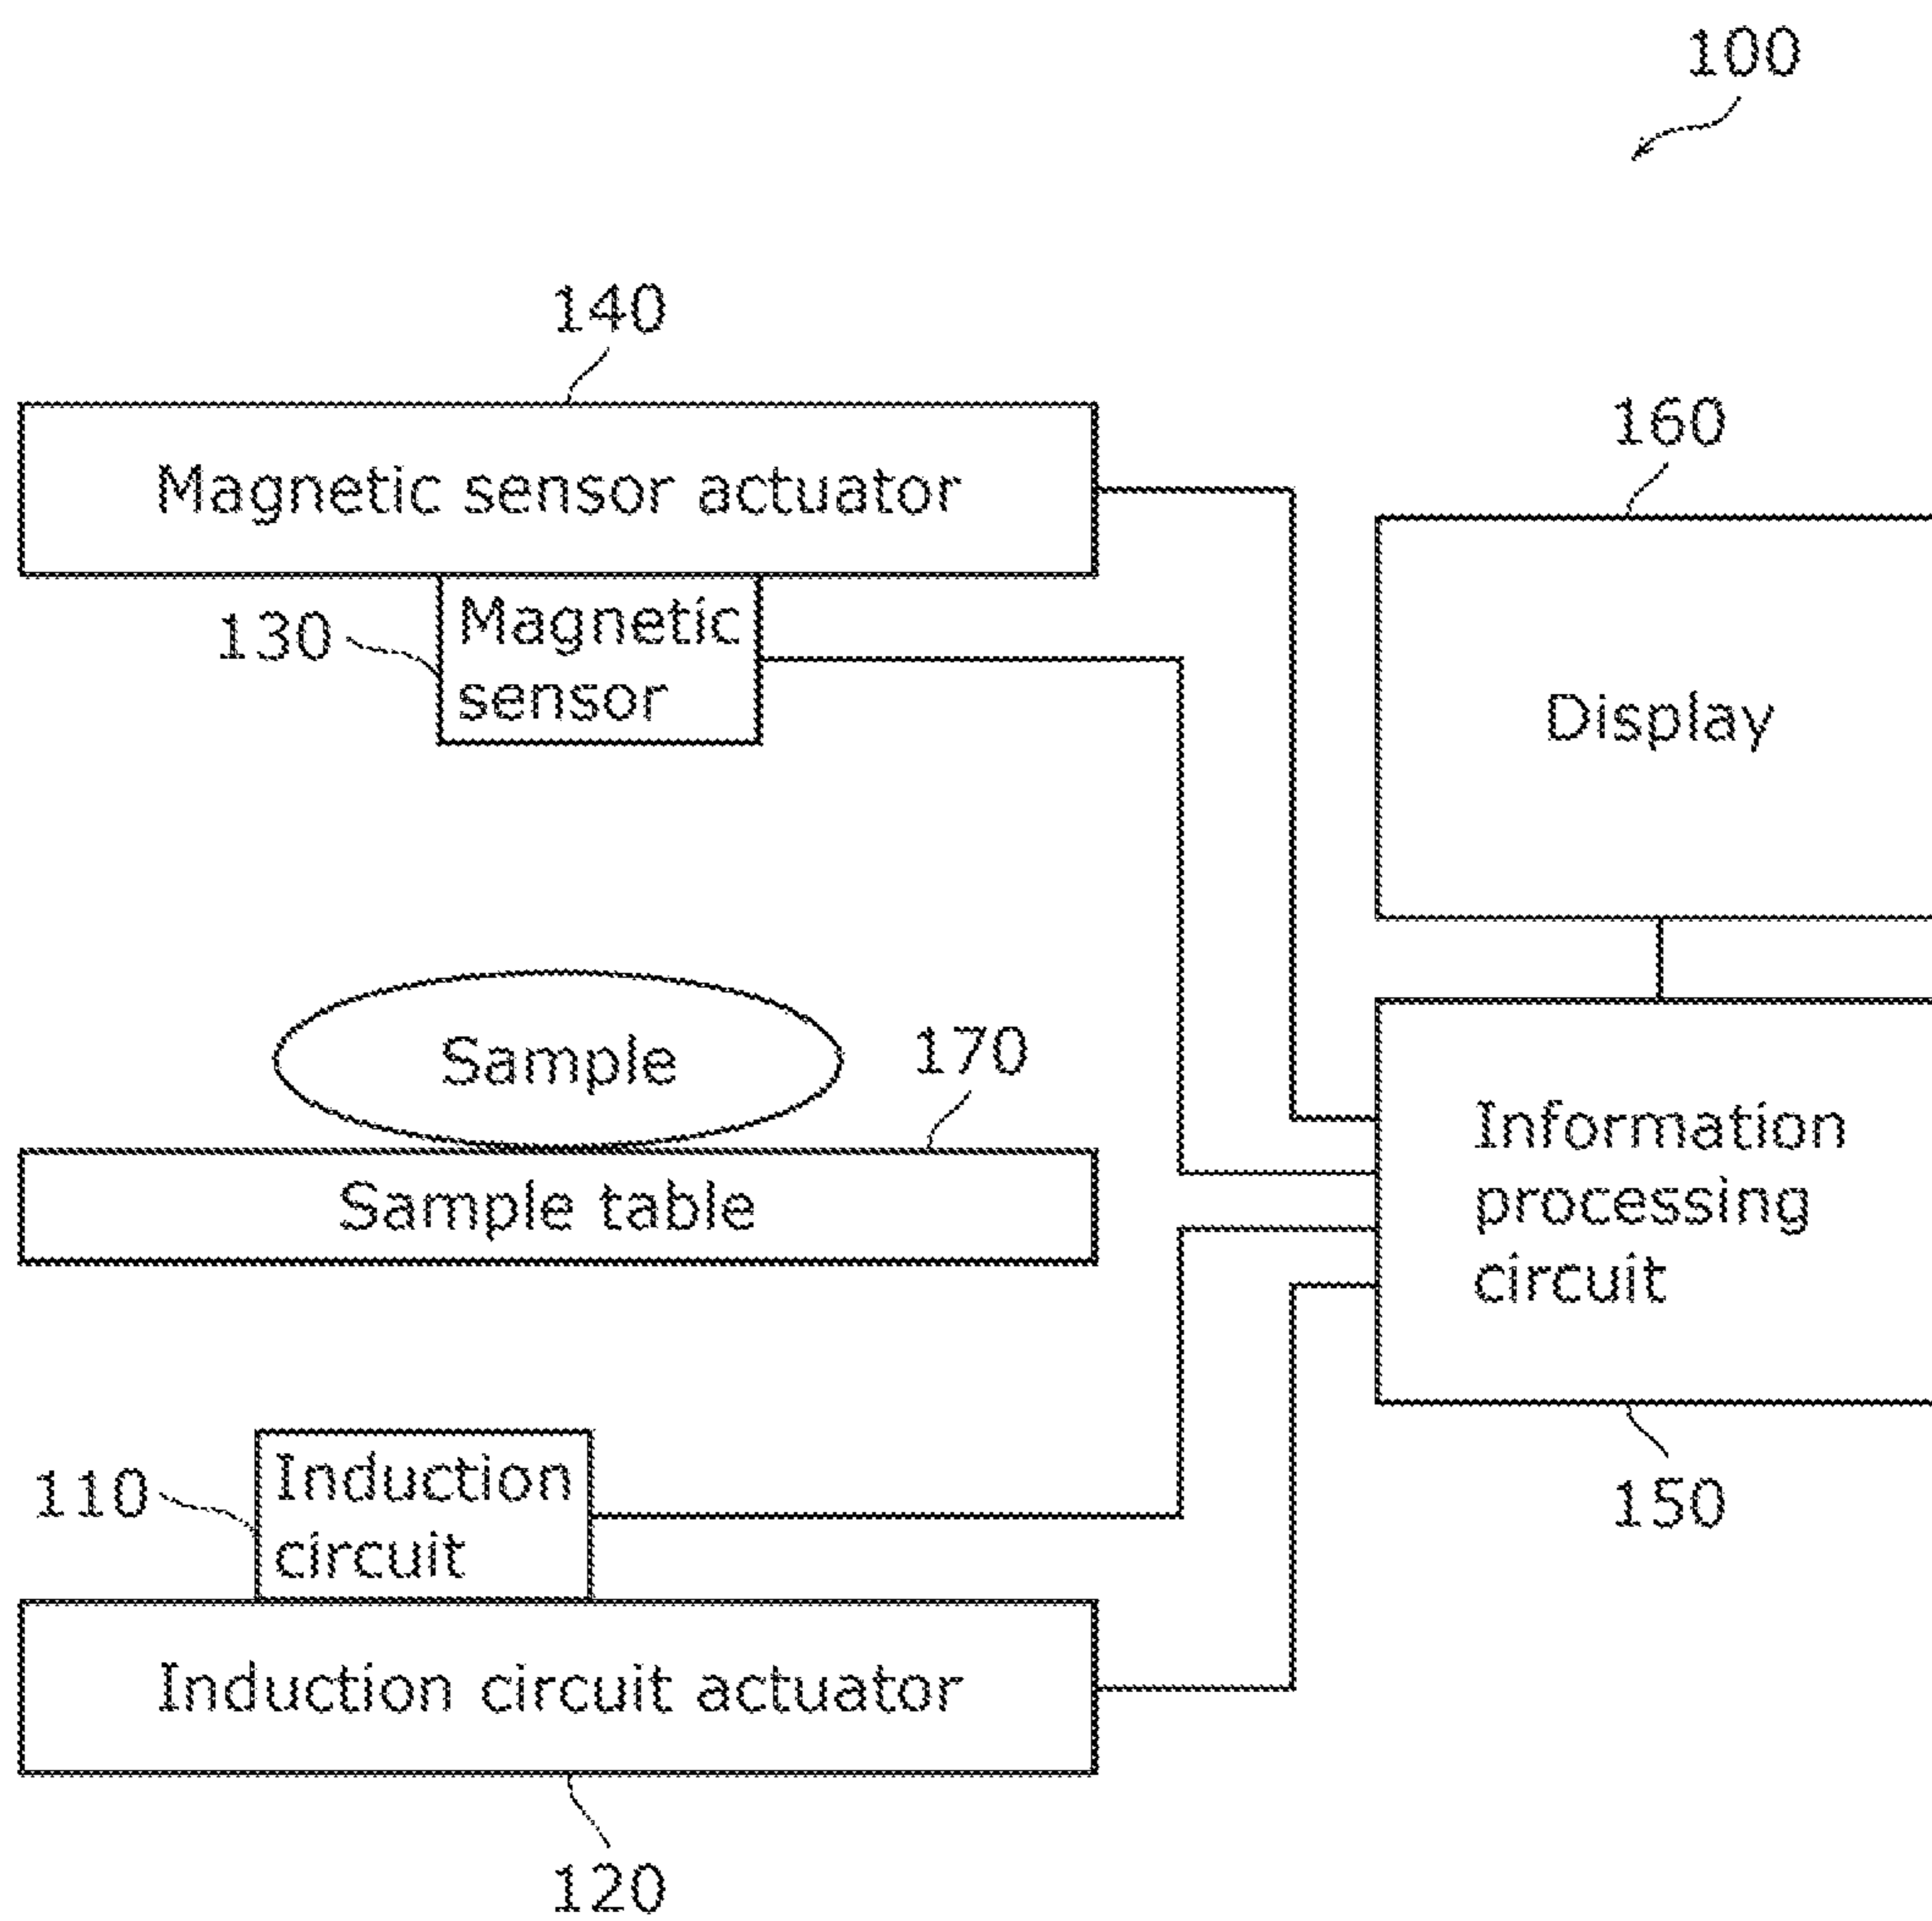 100
140
Magnetic sensor actuator
160
130
Magnetic
sensor
Display
Sample
170
Sample table
Information
processing
circuit
110
Induction
circuit
150
Induction circuit actuator
120